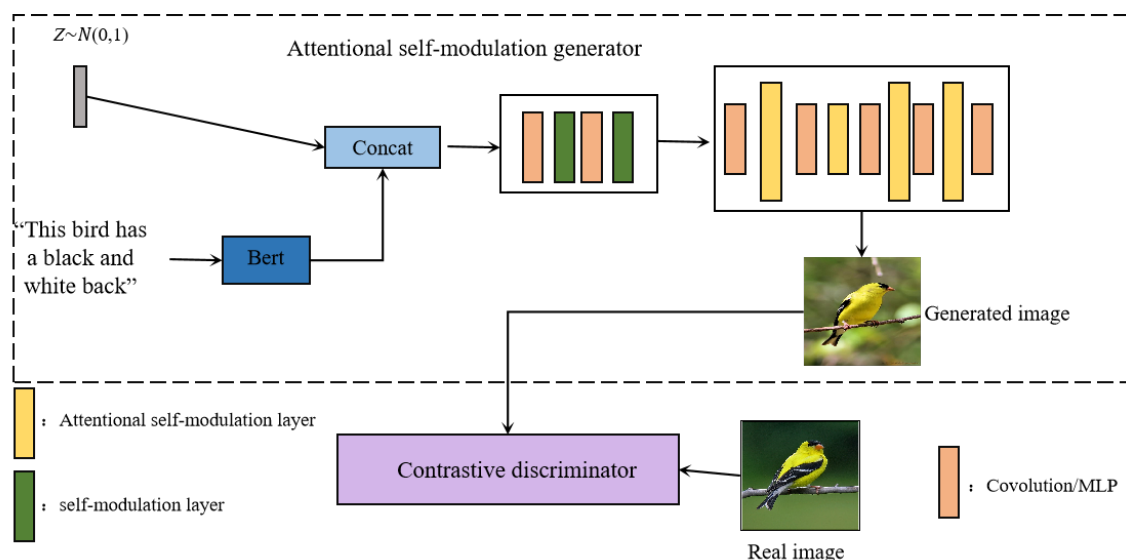 Z~N(0,1)
Attentional self-modulation generator
Concat
“This bird has
a black and
white back”
Bert
Generated image
: Attentional self-modulation layer
Contrastive discriminator
: self-modulation layer
: Covolution/MLP
Real image